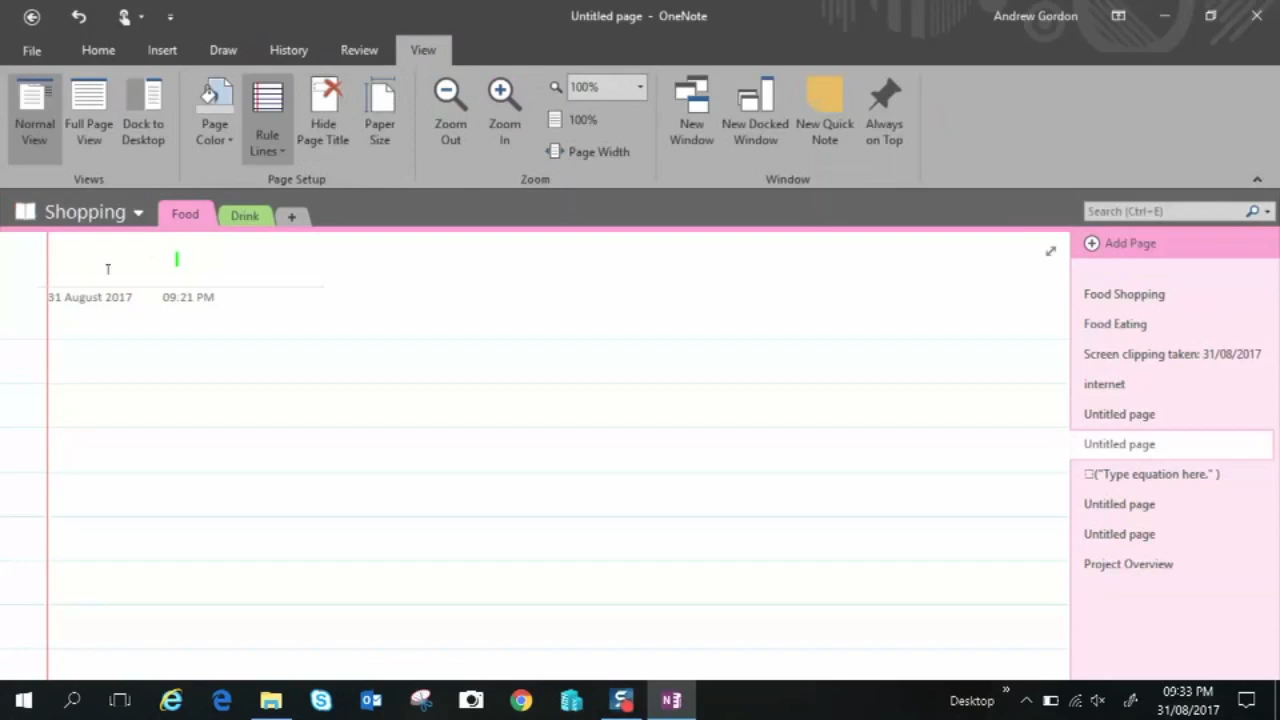 Untitled page - OneNote
Andrew Gordon
File Home Insert Draw History Review View
Normal View
Full Page View
Dock to Desktop
Page Color
Rule Lines
Hide Page Title
Paper Size
Zoom Out
Zoom In
100%
100%
Page Width
New Window
New Docked Window
New Quick Note
Always on Top
Views
Page Setup
Zoom
Window
Shopping
Food
Drink
Search (Ctrl+E)
31 August 2017 09:21 PM
Add Page
Food Shopping
Food Eating
Screen clipping taken: 31/08/2017
internet
Untitled page
Untitled page
("Type equation here." )
Untitled page
Untitled page
Project Overview
Desktop
09:33 PM
31/08/2017